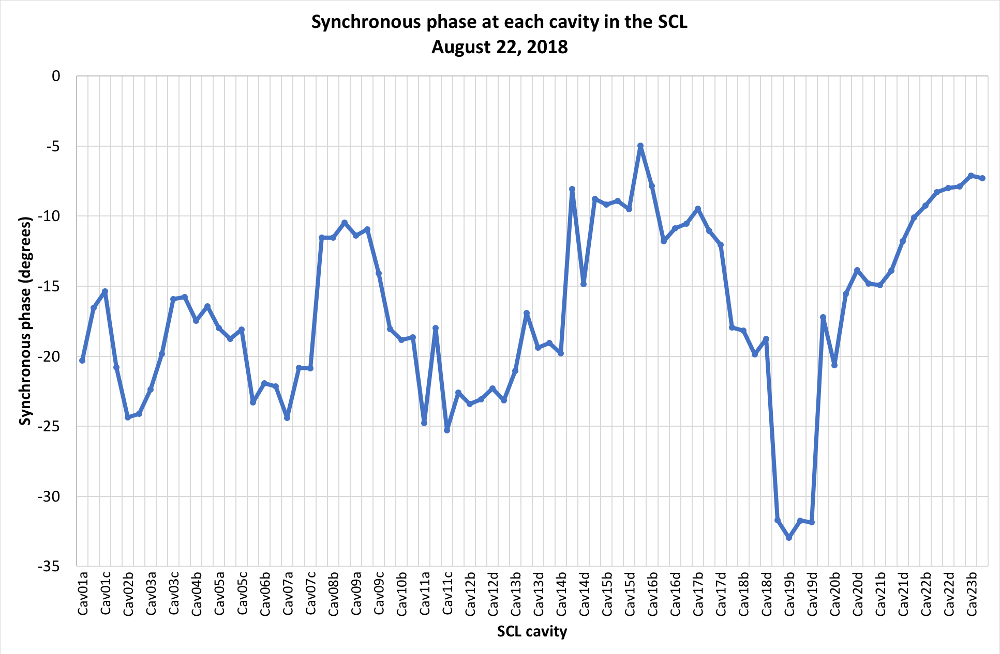 Synchronous phase at each cavity in the SCL
August 22, 2018
0
-5
-10
-15
-20
-25
-30
-35
Synchronous phase (degrees)
Cav01a
Cav01c
Cav02b
Cav03a
Cav03c
Cav04b
Cav05a
Cav05c
Cav06b
Cav07a
Cav07c
Cav08b
Cav09a
Cav09c
Cav10b
Cav111a
Cav11c
Cav12b
Cav12d
Cav13b
Cav13d
Cav14b
Cav14d
Cav15b
Cav15d
Cav16b
Cav16d
Cav17b
Cav17d
Cav18b
Cav18d
Cav19b
Cav19d
Cav20b
Cav20d
Cav21b
Cav21d
Cav22b
Cav22d
Cav23b
SCL cavity